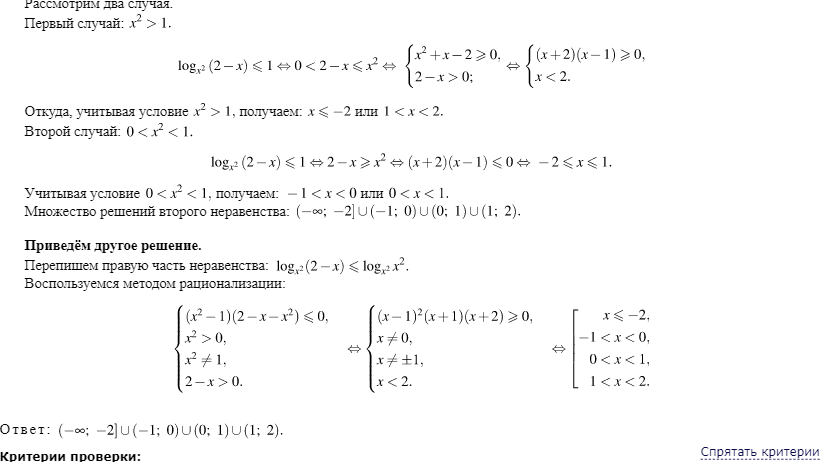 Рассмотрим два случая.
Первый случай: x² > 1.
log_{x²} (2 − x) ⩽ 1 ⇔ 0 < 2 − x ⩽ x² ⇔ { x² + x − 2 ⩾ 0, 2 − x > 0; ⇔ { (x + 2)(x − 1) ⩾ 0, x < 2.
Откуда, учитывая условие x² > 1, получаем: x ⩽ −2 или 1 < x < 2.
Второй случай: 0 < x² < 1.
log_{x²} (2 − x) ⩽ 1 ⇔ 2 − x ⩾ x² ⇔ (x + 2)(x − 1) ⩽ 0 ⇔ −2 ⩽ x ⩽ 1.
Учитывая условие 0 < x² < 1, получаем: −1 < x < 0 или 0 < x < 1.
Множество решений второго неравенства: (−∞; −2] ∪ (−1; 0) ∪ (0; 1) ∪ (1; 2).
Приведём другое решение.
Перепишем правую часть неравенства: log_{x²} (2 − x) ⩽ log_{x²} x².
Воспользуемся методом рационализации:
{ (x² − 1)(2 − x − x²) ⩽ 0, x² > 0, x² ≠ 1, 2 − x > 0. ⇔ { (x − 1)²(x + 1)(x + 2) ⩾ 0, x ≠ 0, x ≠ ±1, x < 2. ⇔ [ x ⩽ −2, −1 < x < 0, 0 < x < 1, 1 < x < 2.
Ответ: (−∞; −2] ∪ (−1; 0) ∪ (0; 1) ∪ (1; 2).
Спрятать критерии
Критерии проверки: